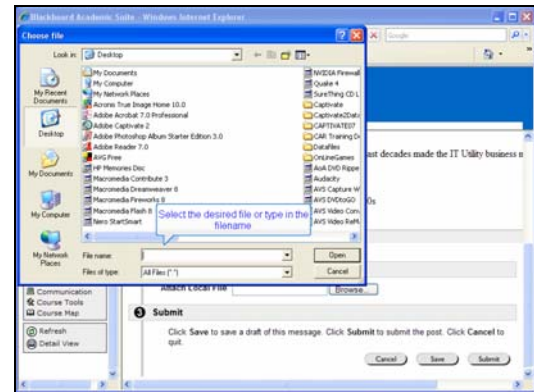 Blackboard Academic Suite - Windows Internet Explorer
Choose file
Look in: Desktop
Google
My Recent Documents
Desktop
My Documents
My Computer
My Network Places
My Documents
My Computer
My Network Places
Acronis True Image Home 10.0
Adobe Acrobat 7.0 Professional
Adobe Captivate 2
Adobe Photoshop Album Starter Edition 3.0
Adobe Reader 7.0
AVG Free
HP Memories Disc
Macromedia Contribute 3
Macromedia Dreamweaver 8
Macromedia Fireworks 8
Macromedia Flash 8
Nero StartSmart
NVIDIA Firewall
Quake 4
SureThing CD L
Captivate
Captivate2Data
CAPTIVATE07
CAR Training D
Datafiles
OnLineGames
AoA DVD Rippe
Audacity
AVS Capture W
AVS DVDtoGO
AVS Video Conv
AVS Video ReMa
Select the desired file or type in the
filename
File name:
Open
Files of type: All Files (*.*)
Cancel
ast decades made the IT Utility business m
0s
Communication
Course Tools
Course Map
Refresh
Detail View
Attach Local File
Browse...
3 Submit
Click Save to save a draft of this message. Click Submit to submit the post. Click Cancel to
quit.
Cancel
Save
Submit